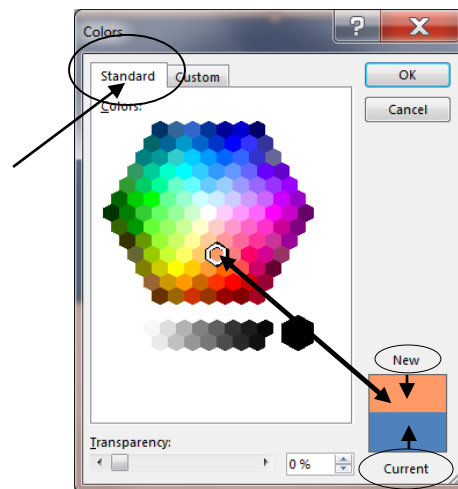 Colors
?
X
Standard
Custom
OK
Colors:
Cancel
New
Transparency:
0 %
Current